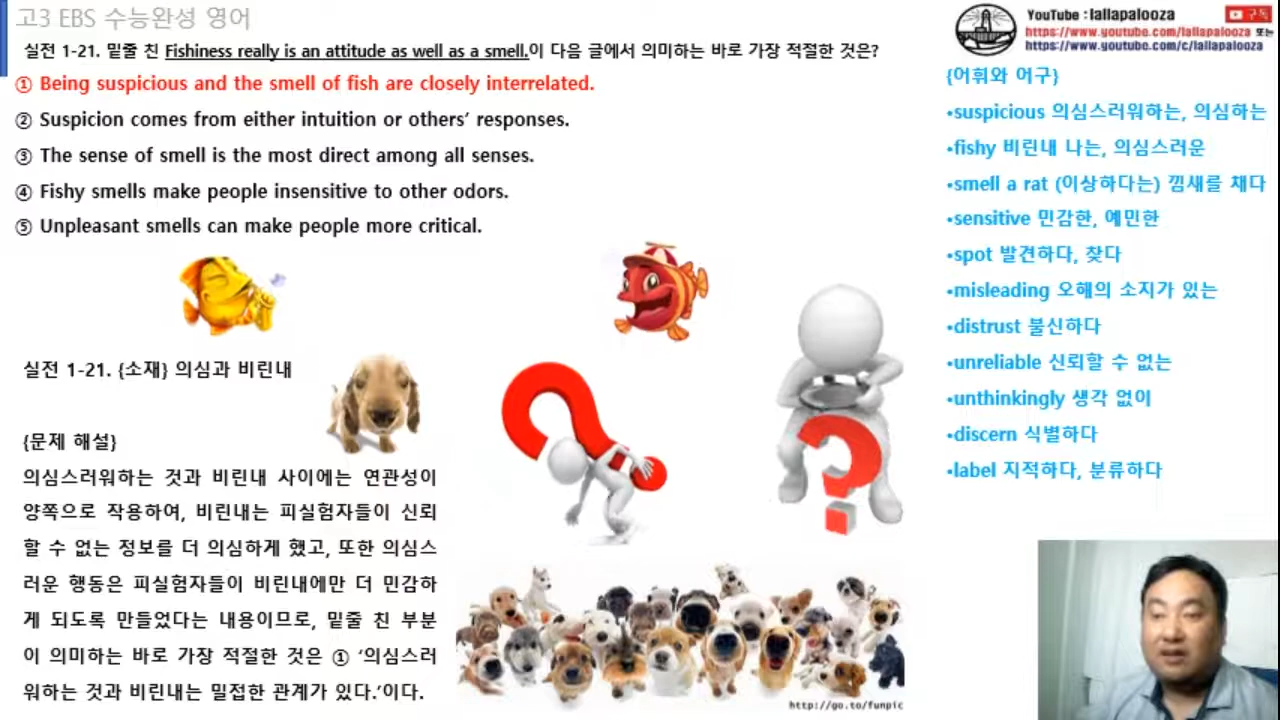 고3 EBS 수능완성 영어
실전 1-21. 밑줄 친 Fishiness really is an attitude as well as a smell.이 다음 글에서 의미하는 바로 가장 적절한 것은?
① Being suspicious and the smell of fish are closely interrelated.
② Suspicion comes from either intuition or others’ responses.
③ The sense of smell is the most direct among all senses.
④ Fishy smells make people insensitive to other odors.
⑤ Unpleasant smells can make people more critical.
실전 1-21. {소재} 의심과 비린내
{문제 해설}
의심스러워하는 것과 비린내 사이에는 연관성이
양쪽으로 작용하여, 비린내는 피실험자들이 신뢰
할 수 없는 정보를 더 의심하게 했고, 또한 의심스
러운 행동은 피실험자들이 비린내에만 더 민감하
게 되도록 만들었다는 내용이므로, 밑줄 친 부분
이 의미하는 바로 가장 적절한 것은 ① ‘의심스러
워하는 것과 비린내는 밀접한 관계가 있다.’이다.
http://go.to/funpic
YouTube : lallapalooza
구독
https://www.youtube.com/lallapalooza 또는
https://www.youtube.com/c/lallapalooza
{어휘와 어구}
•suspicious 의심스러워하는, 의심하는
•fishy 비린내 나는, 의심스러운
•smell a rat (이상하다는) 낌새를 채다
•sensitive 민감한, 예민한
•spot 발견하다, 찾다
•misleading 오해의 소지가 있는
•distrust 불신하다
•unreliable 신뢰할 수 없는
•unthinkingly 생각 없이
•discern 식별하다
•label 지적하다, 분류하다